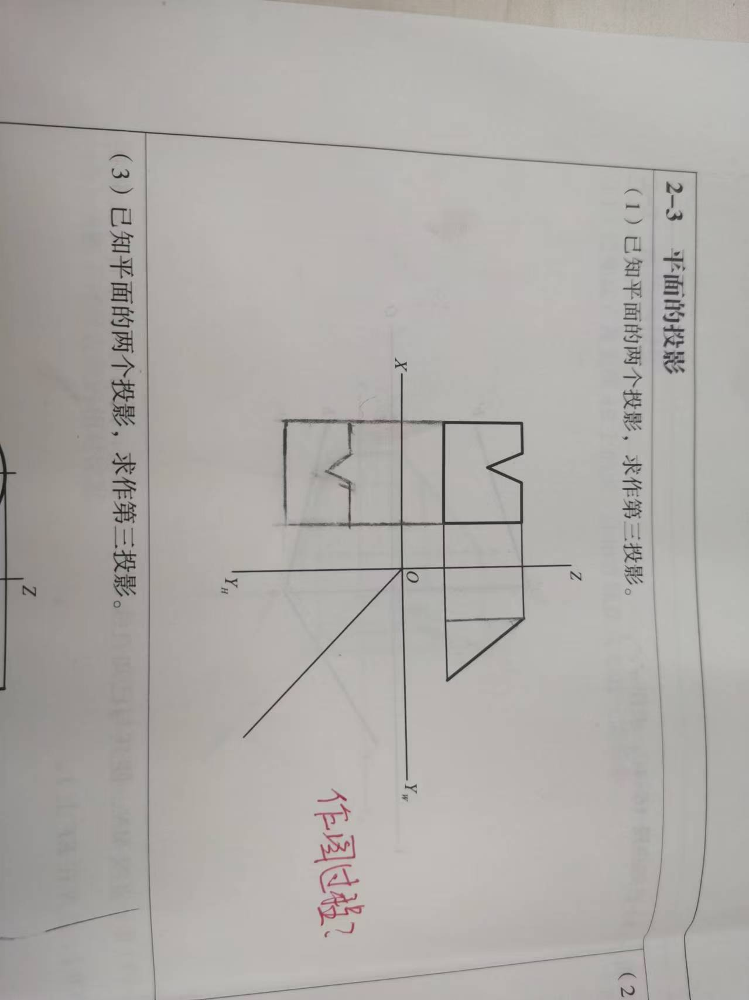 2-3 平面的投影
（1）已知平面的两个投影，求作第三投影。
Z
X
O
Y_W
Y_H
作图过程？
（2
（3）已知平面的两个投影，求作第三投影。
Z